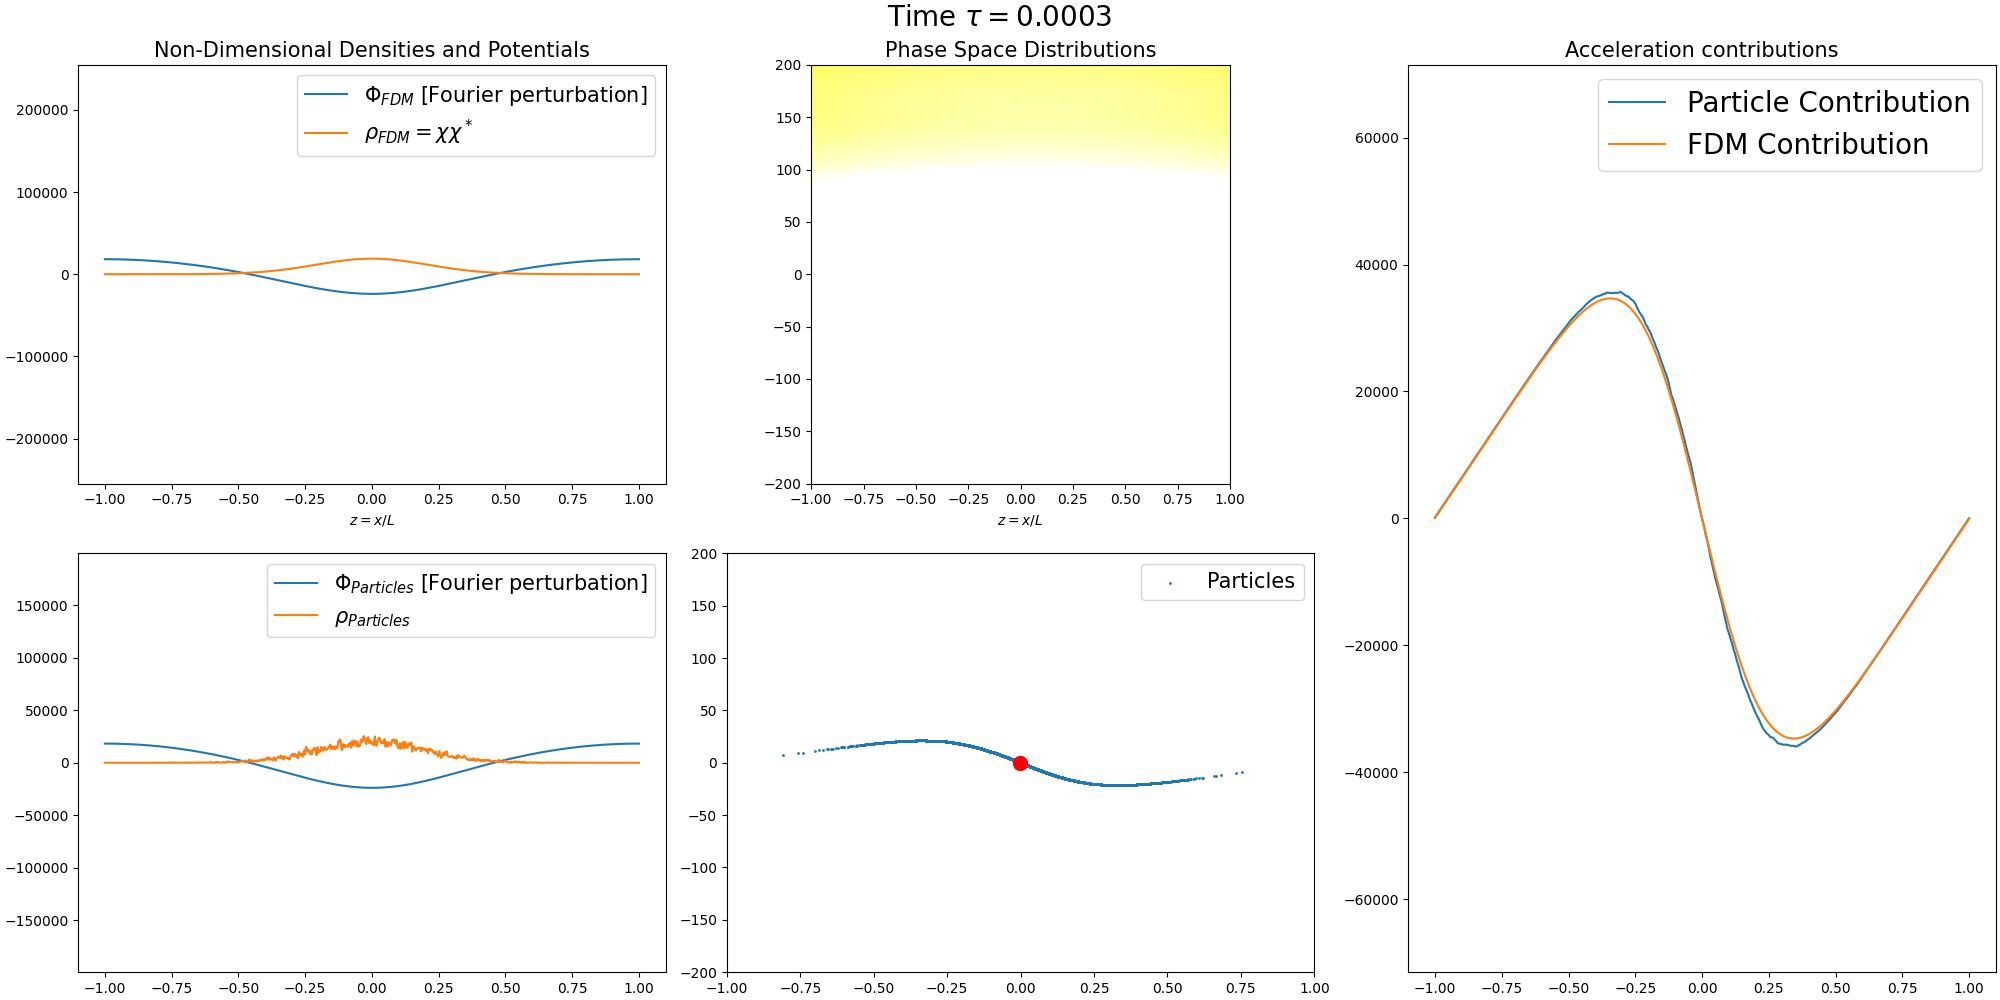 Time τ = 0.0003
Non-Dimensional Densities and Potentials
Φ_FDM [Fourier perturbation]
ρ_FDM = χχ*
200000
100000
0
−100000
−200000
−1.00 −0.75 −0.50 −0.25 0.00 0.25 0.50 0.75 1.00
z = x/L
Phase Space Distributions
200
150
100
50
0
−50
−100
−150
−200
−1.00 −0.75 −0.50 −0.25 0.00 0.25 0.50 0.75 1.00
z = x/L
Acceleration contributions
Particle Contribution
FDM Contribution
60000
40000
20000
0
−20000
−40000
−60000
−1.00 −0.75 −0.50 −0.25 0.00 0.25 0.50 0.75 1.00
Φ_Particles [Fourier perturbation]
ρ_Particles
150000
100000
50000
0
−50000
−100000
−150000
−1.00 −0.75 −0.50 −0.25 0.00 0.25 0.50 0.75 1.00
Particles
200
150
100
50
0
−50
−100
−150
−200
−1.00 −0.75 −0.50 −0.25 0.00 0.25 0.50 0.75 1.00